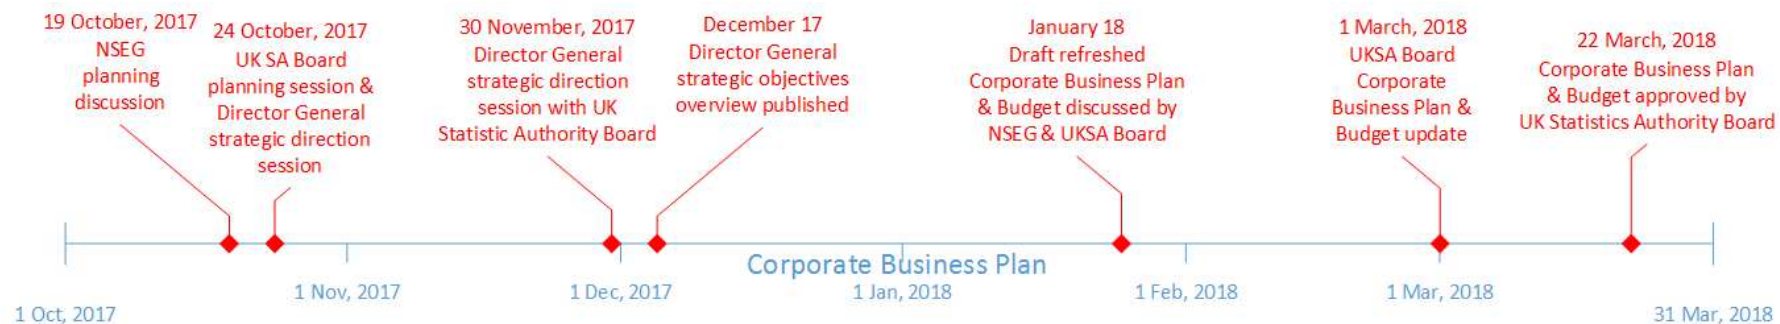 19 October, 2017
NSEG
planning
discussion
24 October, 2017
UK SA Board
planning session &
Director General
strategic direction
session
30 November, 2017
Director General
strategic direction
session with UK
Statistic Authority Board
December 17
Director General
strategic objectives
overview published
January 18
Draft refreshed
Corporate Business Plan
& Budget discussed by
NSEG & UKSA Board
1 March, 2018
UKSA Board
Corporate
Business Plan &
Budget update
22 March, 2018
Corporate Business Plan
& Budget approved by
UK Statistics Authority Board
Corporate Business Plan
1 Oct, 2017
1 Nov, 2017
1 Dec, 2017
1 Jan, 2018
1 Feb, 2018
1 Mar, 2018
31 Mar, 2018